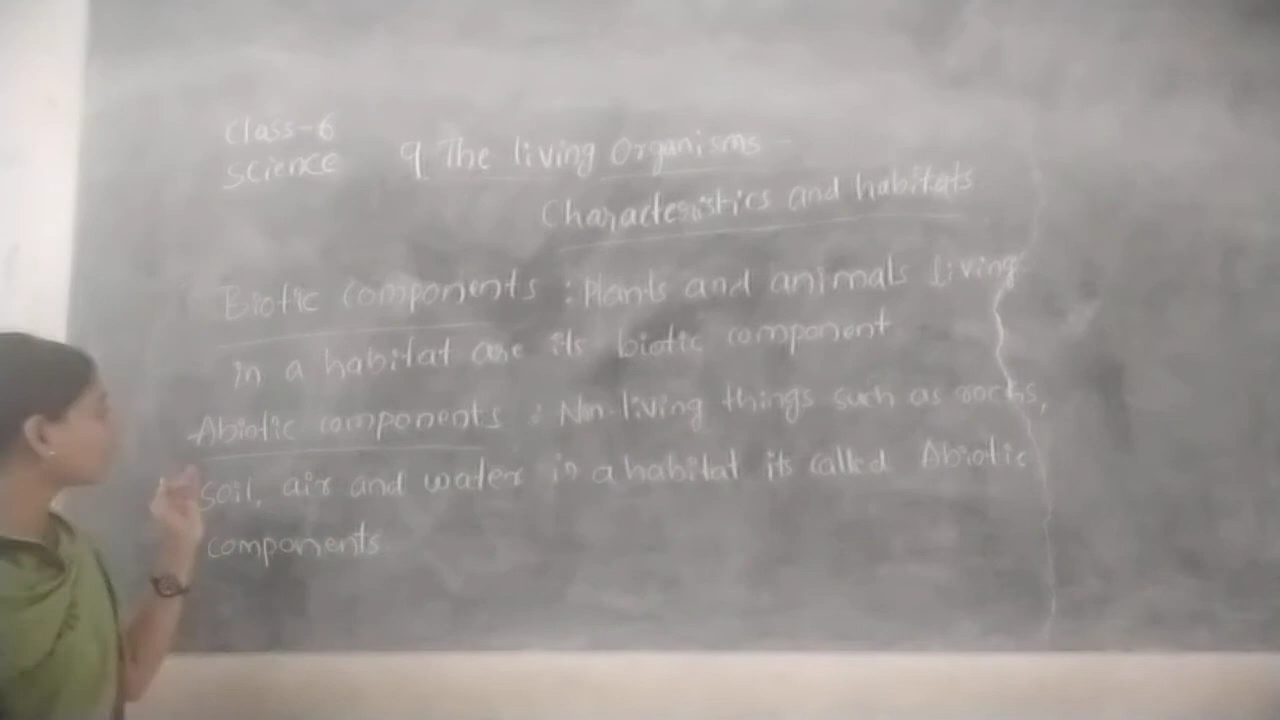 Class-6
Science
9 The living Organisms
Characteristics and habitats
Biotic components : Plants and animals living
in a habitat are its biotic component
Abiotic components : Non-living things such as rocks,
soil, air and water in a habitat its called Abiotic
components.